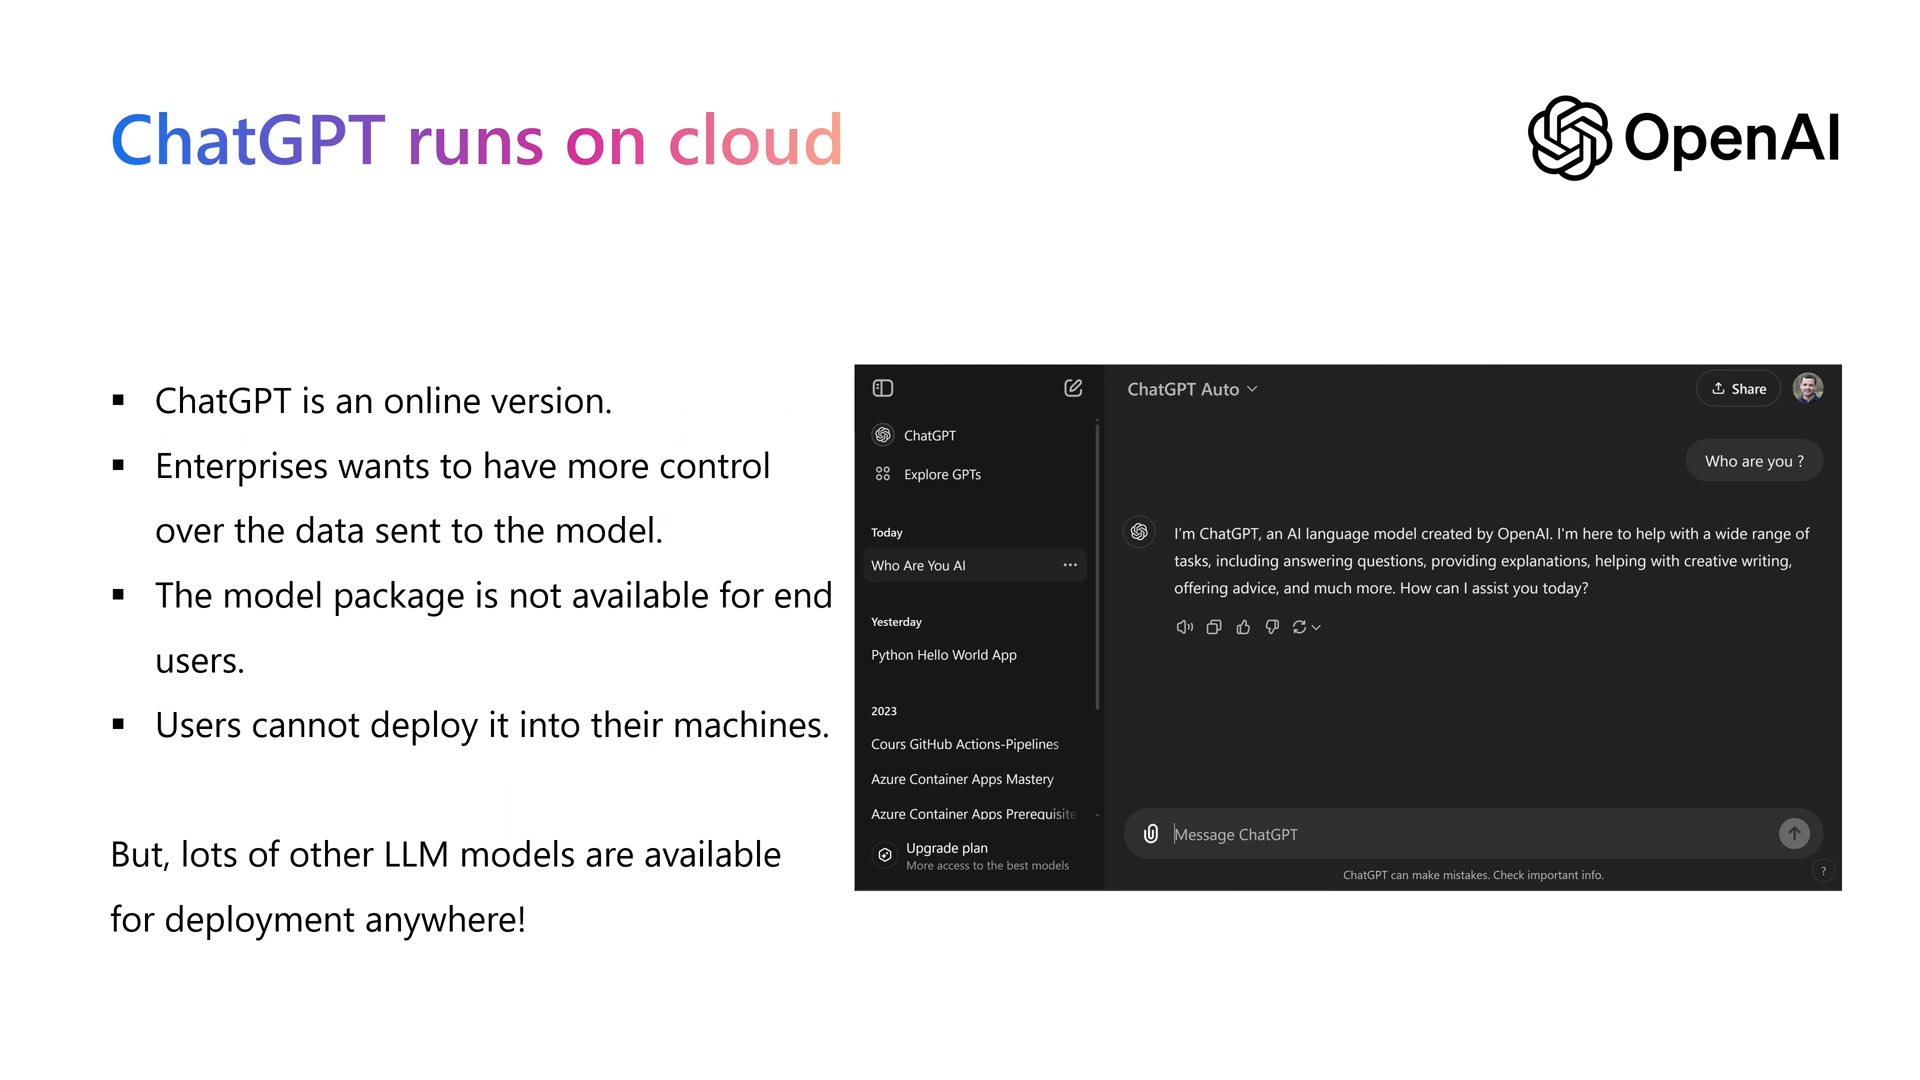 ChatGPT runs on cloud
OpenAI
▪ ChatGPT is an online version.
▪ Enterprises wants to have more control
over the data sent to the model.
▪ The model package is not available for end
users.
▪ Users cannot deploy it into their machines.
But, lots of other LLM models are available
for deployment anywhere!
ChatGPT
Explore GPTs
Today
Who Are You AI
Yesterday
Python Hello World App
2023
Cours GitHub Actions-Pipelines
Azure Container Apps Mastery
Azure Container Apps Prerequisite
Upgrade plan
More access to the best models
ChatGPT Auto
Share
Who are you ?
I'm ChatGPT, an AI language model created by OpenAI. I'm here to help with a wide range of
tasks, including answering questions, providing explanations, helping with creative writing,
offering advice, and much more. How can I assist you today?
Message ChatGPT
ChatGPT can make mistakes. Check important info.
?